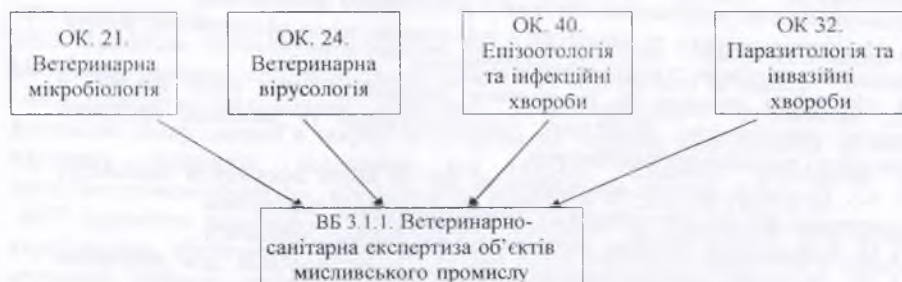 ОК. 21.
Ветеринарна
мікробіологія
ОК. 24.
Ветеринарна
вірусологія
ОК. 40.
Епізоотологія
та інфекційні
хвороби
ОК 32.
Паразитологія та
інвазійні
хвороби
ВБ 3.1.1. Ветеринарно-
санітарна експертиза об’єктів
мисливського промислу